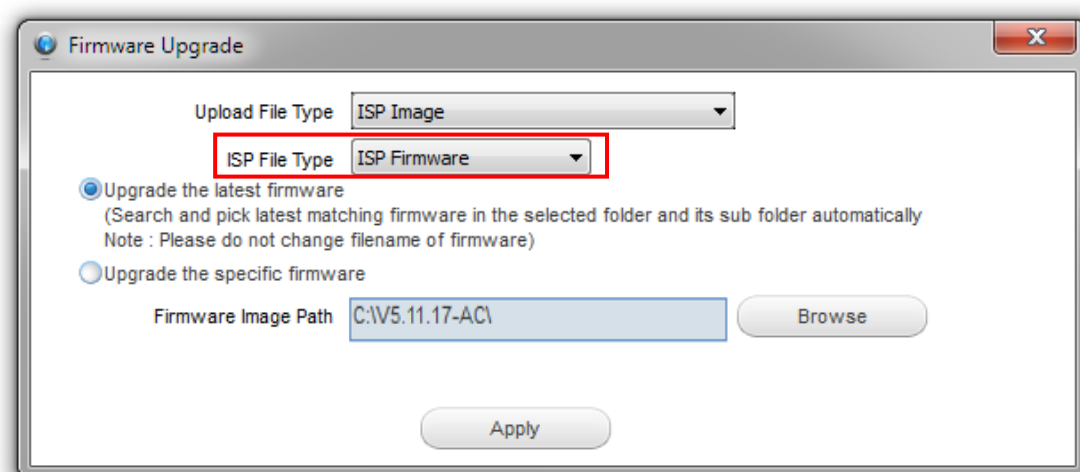 Firmware Upgrade
Upload File Type ISP Image
ISP File Type ISP Firmware
Upgrade the latest firmware
(Search and pick latest matching firmware in the selected folder and its sub folder automatically
Note : Please do not change filename of firmware)
Upgrade the specific firmware
Firmware Image Path C:\V5.11.17-AC\ Browse
Apply